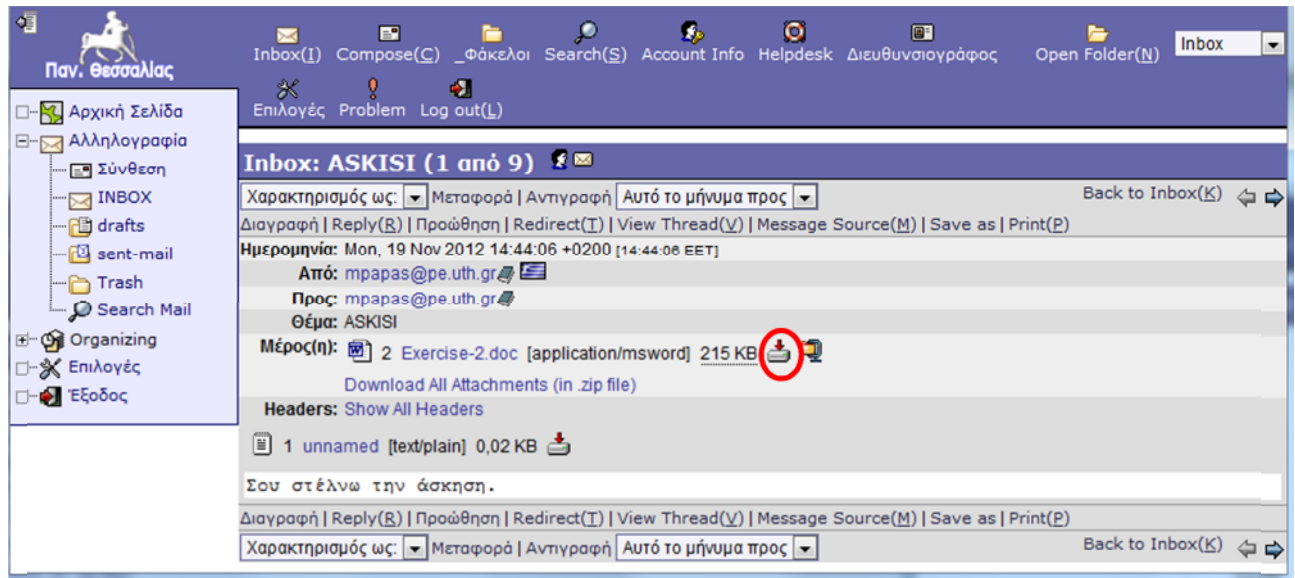 Παν. Θεσσαλίας
Inbox(I) Compose(C) _Φάκελοι Search(S) Account Info Helpdesk Διευθυνσιογράφος Open Folder(N) Inbox
Επιλογές Problem Log out(L)
Αρχική Σελίδα
Αλληλογραφία
Σύνθεση
INBOX
drafts
sent-mail
Trash
Search Mail
Organizing
Επιλογές
Έξοδος
Inbox: ASKISI (1 από 9)
Χαρακτηρισμός ως: Μεταφορά | Αντιγραφή Αυτό το μήνυμα προς Back to Inbox(K)
Διαγραφή | Reply(R) | Προώθηση | Redirect(T) | View Thread(V) | Message Source(M) | Save as | Print(P)
Ημερομηνία: Mon, 19 Nov 2012 14:44:06 +0200 [14:44:06 EET]
Από: mpapas@pe.uth.gr
Προς: mpapas@pe.uth.gr
Θέμα: ASKISI
Μέρος(η): 2 Exercise-2.doc [application/msword] 215 KB
Download All Attachments (in .zip file)
Headers: Show All Headers
1 unnamed [text/plain] 0,02 KB
Σου στέλνω την άσκηση.
Διαγραφή | Reply(R) | Προώθηση | Redirect(T) | View Thread(V) | Message Source(M) | Save as | Print(P)
Χαρακτηρισμός ως: Μεταφορά | Αντιγραφή Αυτό το μήνυμα προς Back to Inbox(K)